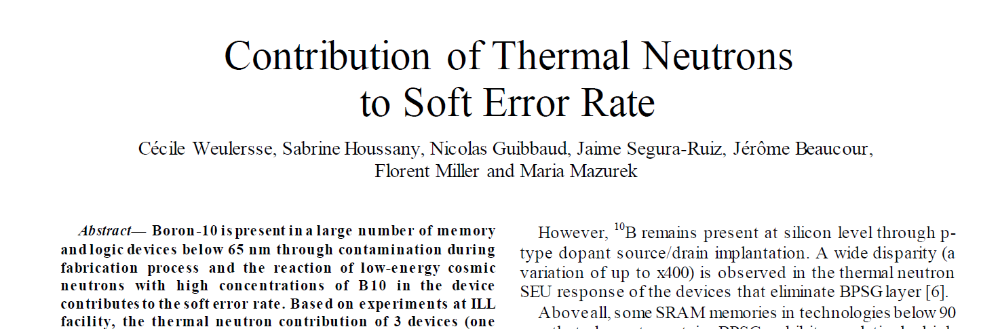 Contribution of Thermal Neutrons
to Soft Error Rate
Cécile Weulersse, Sabrine Houssany, Nicolas Guibbaud, Jaime Segura-Ruiz, Jérôme Beaucour,
Florent Miller and Maria Mazurek
Abstract— Boron-10 is present in a large number of memory
and logic devices below 65 nm through contamination during
fabrication process and the reaction of low-energy cosmic
neutrons with high concentrations of B10 in the device
contributes to the soft error rate. Based on experiments at ILL
facility, the thermal neutron contribution of 3 devices (one
However, ¹⁰B remains present at silicon level through p-
type dopant source/drain implantation. A wide disparity (a
variation of up to x400) is observed in the thermal neutron
SEU response of the devices that eliminate BPSG layer [6].
Above all, some SRAM memories in technologies below 90